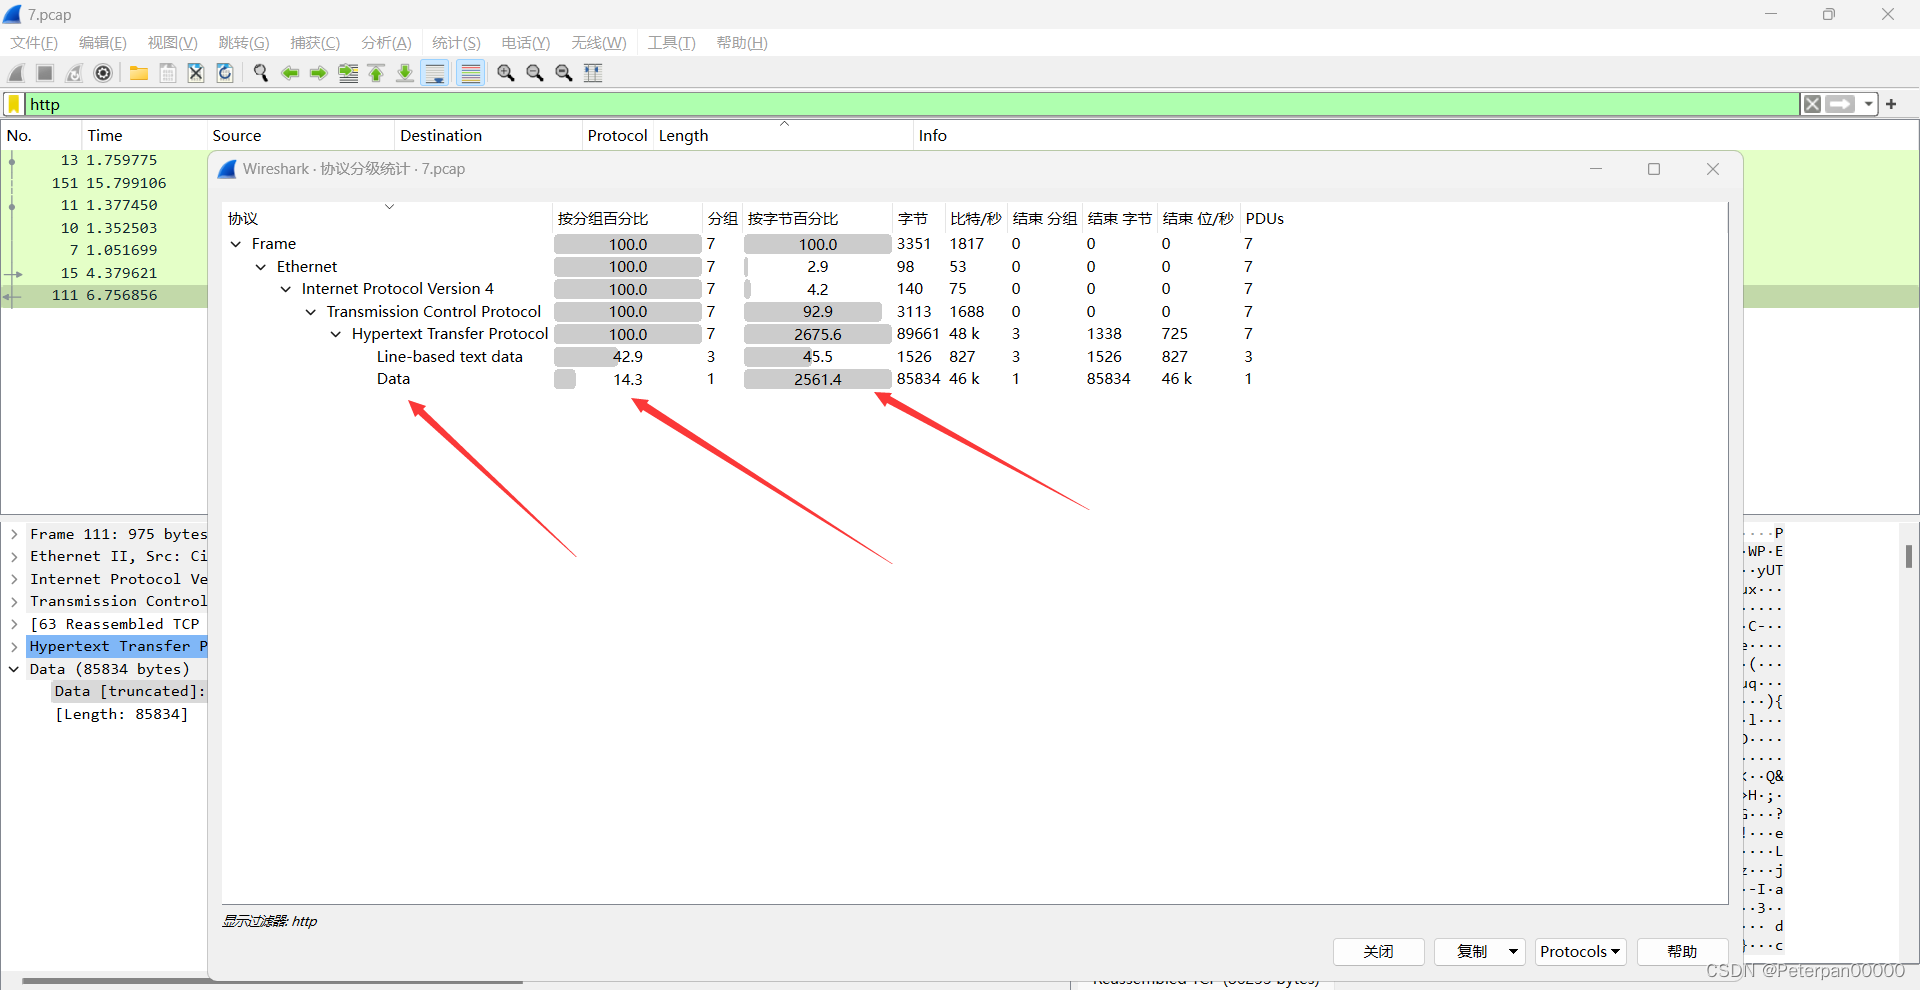 7.pcap
文件(F) 编辑(E) 视图(V) 跳转(G) 捕获(C) 分析(A) 统计(S) 电话(Y) 无线(W) 工具(T) 帮助(H)
http
No. Time Source Destination Protocol Length Info
13 1.759775
151 15.799106
11 1.377450
10 1.352503
7 1.051699
15 4.379621
111 6.756856
Wireshark · 协议分级统计 · 7.pcap
协议 按分组百分比 分组 按字节百分比 字节 比特/秒 结束 分组 结束 字节 结束 位/秒 PDUs
Frame 100.0 7 100.0 3351 1817 0 0 0 7
Ethernet 100.0 7 2.9 98 53 0 0 0 7
Internet Protocol Version 4 100.0 7 4.2 140 75 0 0 0 7
Transmission Control Protocol 100.0 7 92.9 3113 1688 0 0 0 7
Hypertext Transfer Protocol 100.0 7 2675.6 89661 48 k 3 1338 725 7
Line-based text data 42.9 3 45.5 1526 827 3 1526 827 3
Data 14.3 1 2561.4 85834 46 k 1 85834 46 k 1
Frame 111: 975 bytes
Ethernet II, Src: Ci
Internet Protocol Ve
Transmission Control
[63 Reassembled TCP
Hypertext Transfer P
Data (85834 bytes)
Data [truncated]:
[Length: 85834]
····P
·WP·E
··yUT
ux···
·····
·C-··
e····
·(···
uq···
···){
·l···
·····
··Q&
>H·;·
G···?
!···e
····L
z···j
·-I·a
··3··
··· d
}···c
显示过滤器: http
关闭 复制 Protocols 帮助
CSDN @Peterpan00000